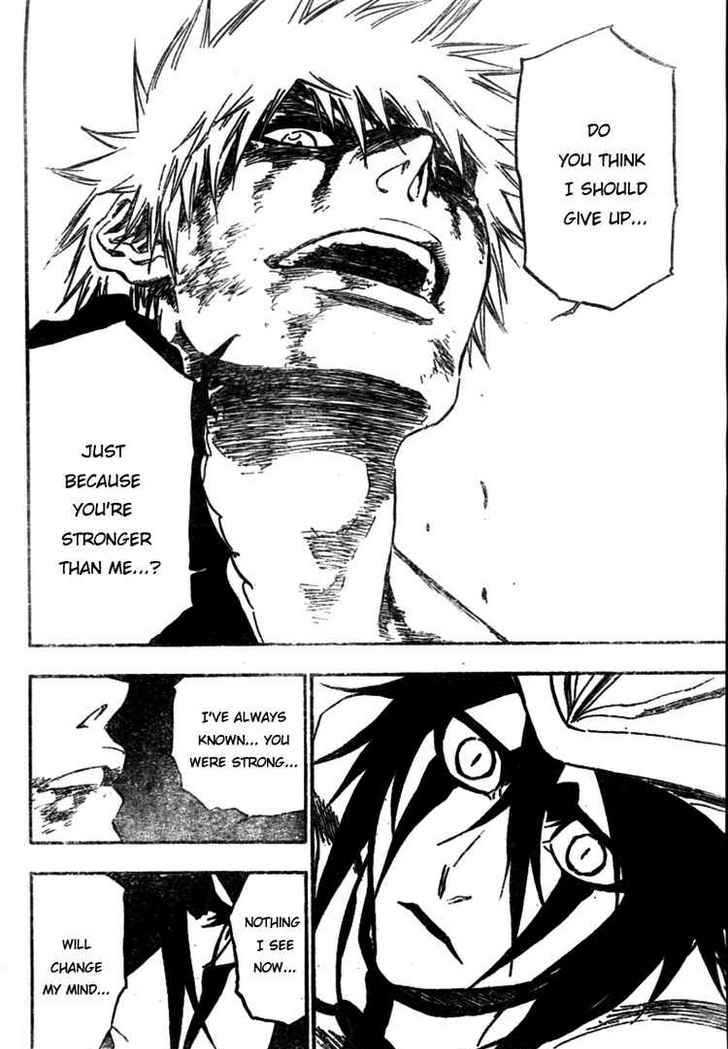 DO
YOU THINK
I SHOULD
GIVE UP...
JUST
BECAUSE
YOU'RE
STRONGER
THAN ME...?
I'VE ALWAYS
KNOWN... YOU
WERE STRONG...
NOTHING
I SEE
NOW...
WILL
CHANGE
MY MIND...